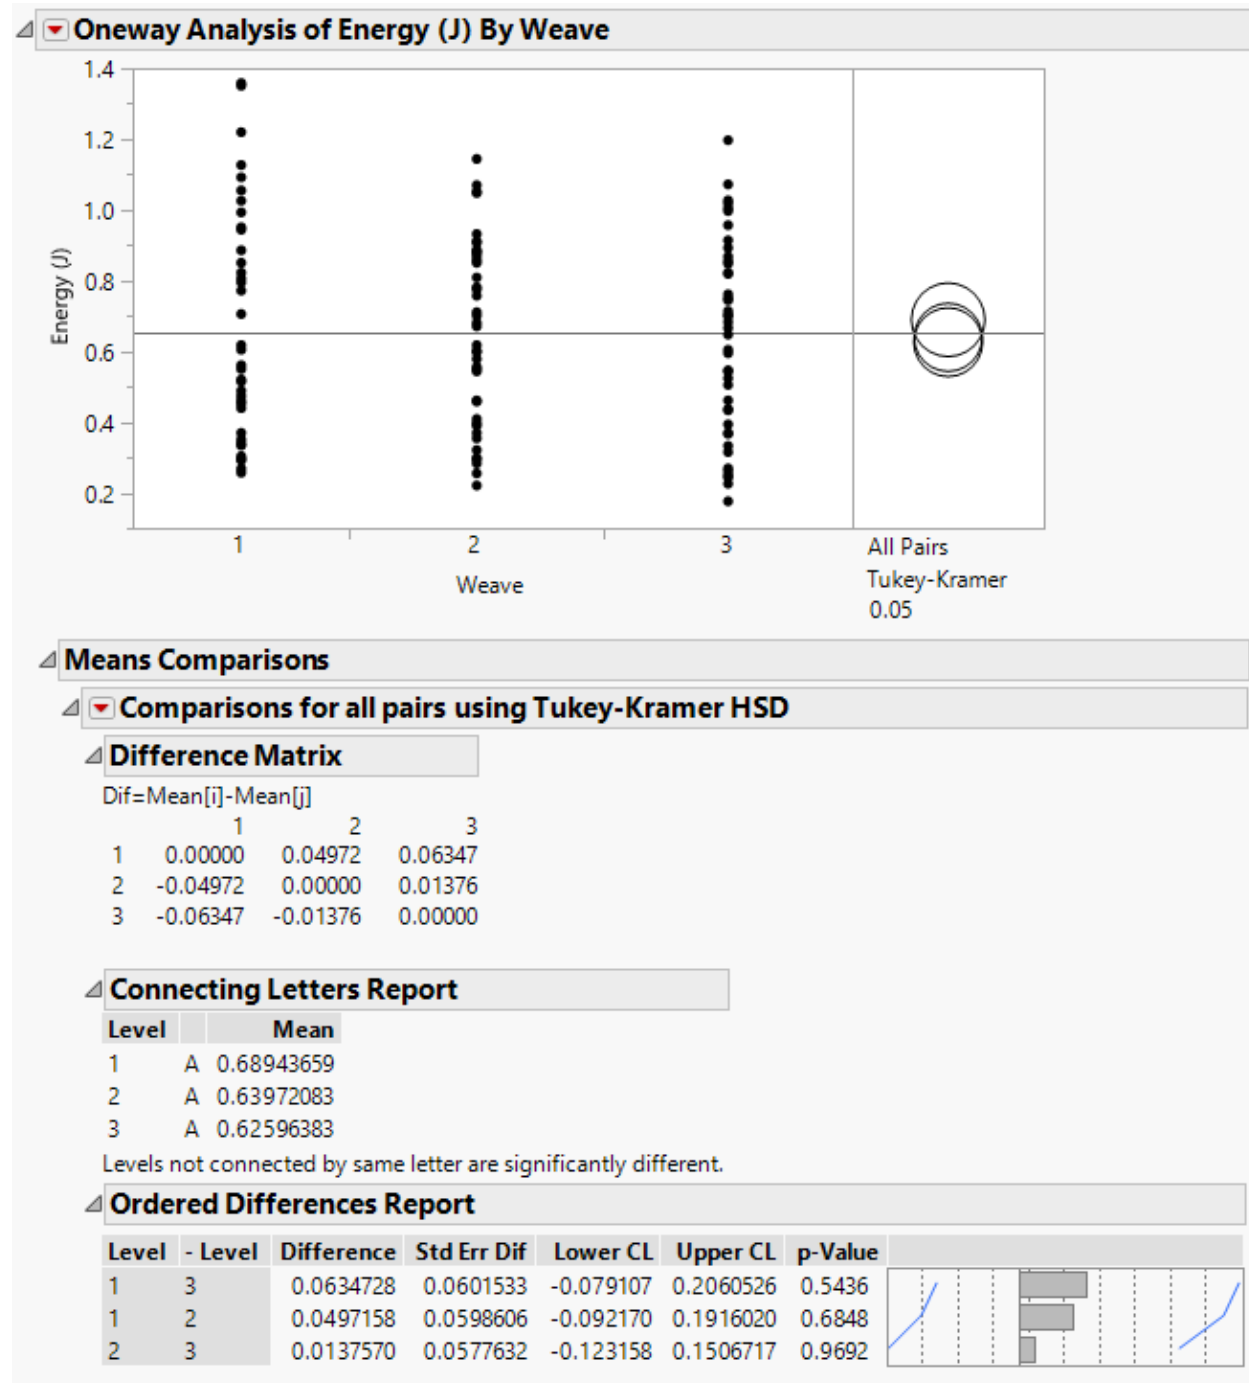 Oneway Analysis of Energy (J) By Weave
1.4
1.2
1.0
0.8
0.6
0.4
0.2
Energy (J)
1 2 3
Weave
All Pairs
Tukey-Kramer
0.05
Means Comparisons
Comparisons for all pairs using Tukey-Kramer HSD
Difference Matrix
Dif=Mean[i]-Mean[j]
1 2 3
1 0.00000 0.04972 0.06347
2 -0.04972 0.00000 0.01376
3 -0.06347 -0.01376 0.00000
Connecting Letters Report
Level Mean
1 A 0.68943659
2 A 0.63972083
3 A 0.62596383
Levels not connected by same letter are significantly different.
Ordered Differences Report
Level - Level Difference Std Err Dif Lower CL Upper CL p-Value
1 3 0.0634728 0.0601533 -0.079107 0.2060526 0.5436
1 2 0.0497158 0.0598606 -0.092170 0.1916020 0.6848
2 3 0.0137570 0.0577632 -0.123158 0.1506717 0.9692